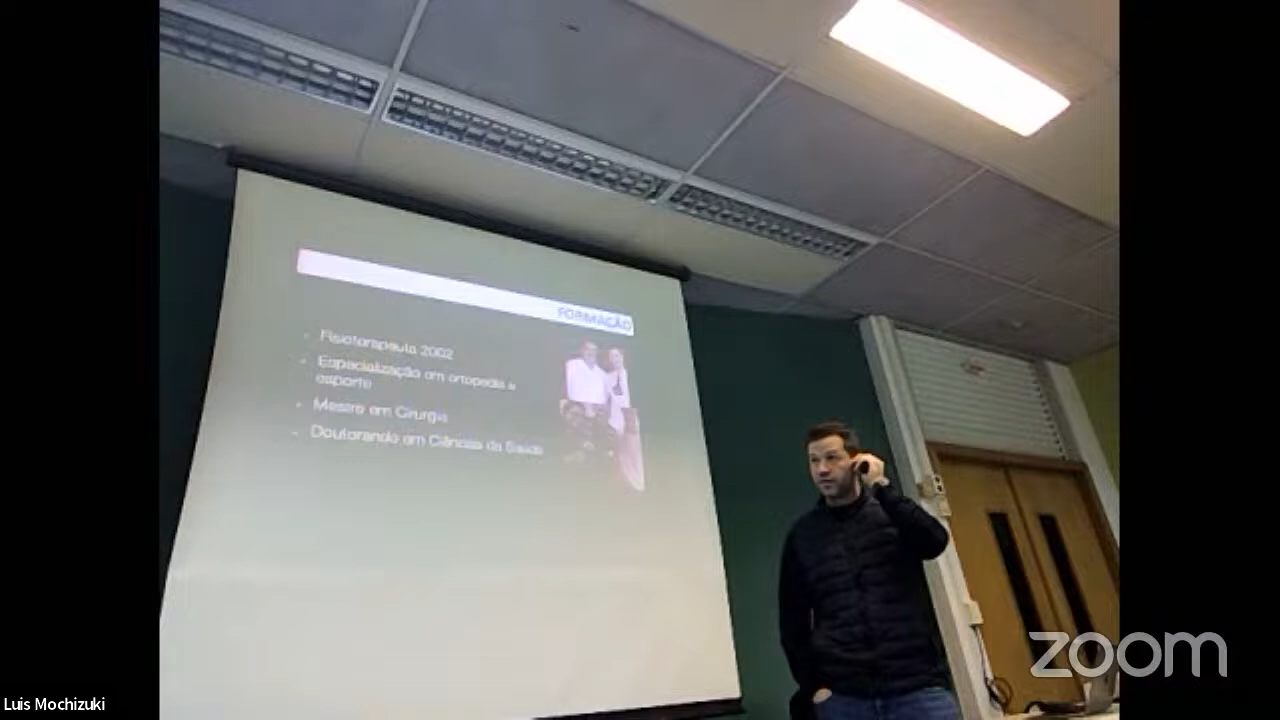 FORMAÇÃO
Fisioterapeuta 2002
Especialização em ortopedia e
esporte
Mestre em Cirurgia
Doutorando em Ciências da Saúde
zoom
Luis Mochizuki